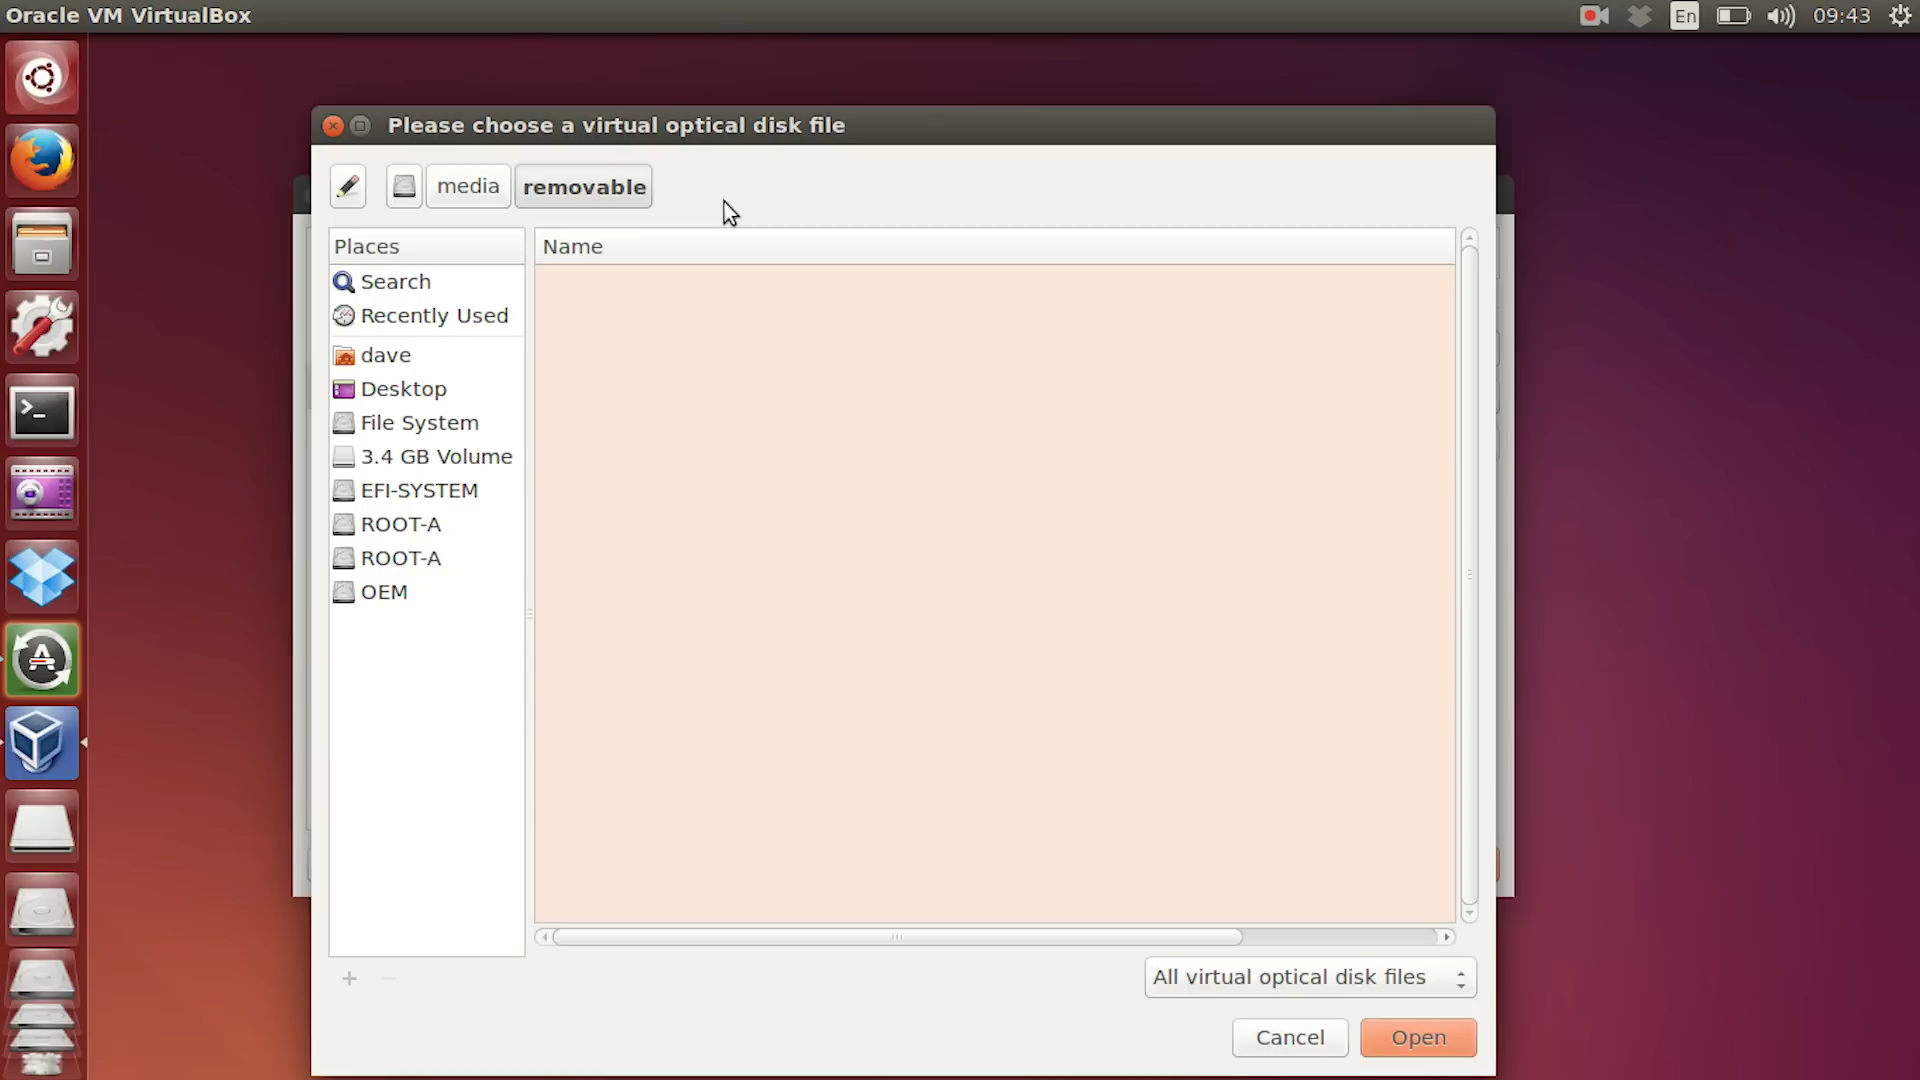 Oracle VM VirtualBox
En
09:43
Please choose a virtual optical disk file
media
removable
Places
Name
Search
Recently Used
dave
Desktop
File System
3.4 GB Volume
EFI-SYSTEM
ROOT-A
ROOT-A
OEM
All virtual optical disk files
Cancel
Open